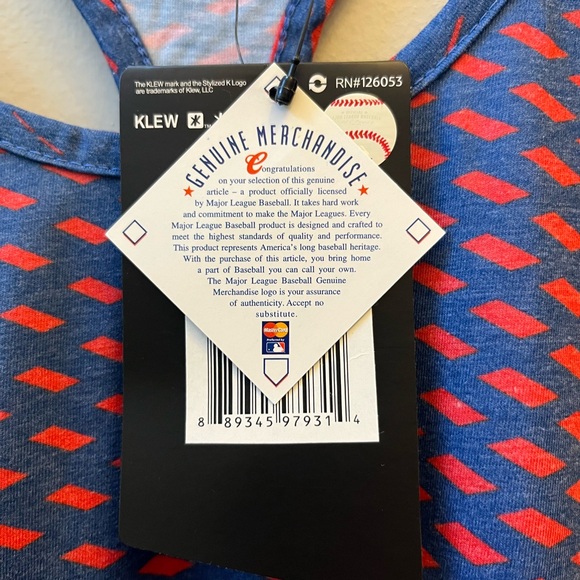 The KLEW mark and the Stylized K Logo
are trademarks of Klew, LLC
RN#126053
KLEW
GENUINE MERCHANDISE
Congratulations
on your selection of this genuine
article – a product officially licensed
by Major League Baseball. It takes hard work
and commitment to make the Major Leagues. Every
Major League Baseball product is designed and crafted to
meet the highest standards of quality and performance.
This product represents America's long baseball heritage.
With the purchase of this article, you bring home
a part of Baseball you can call your own.
The Major League Baseball Genuine
Merchandise logo is your assurance
of authenticity. Accept no
substitute.
MasterCard
Preferred by
8 89345 97931 4